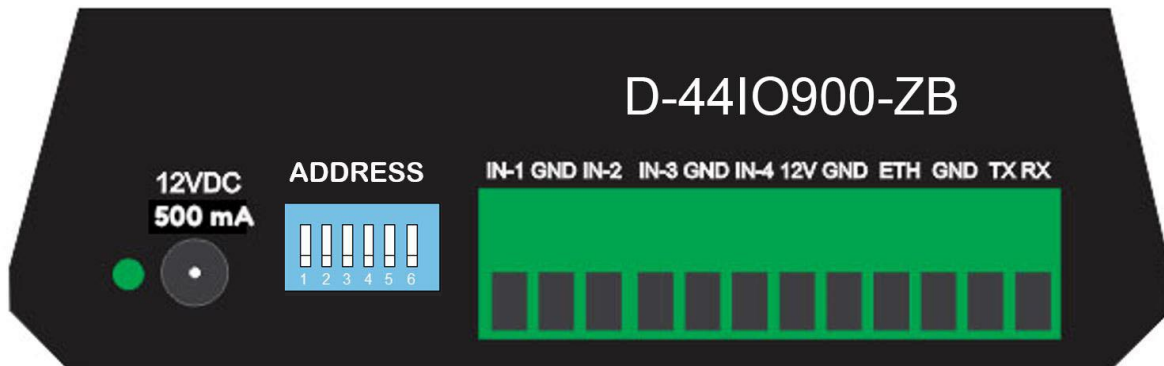 D-44IO900-ZB
12VDC
500 mA
ADDRESS
1 2 3 4 5 6
IN-1 GND IN-2 IN-3 GND IN-4 12V GND ETH GND TX RX